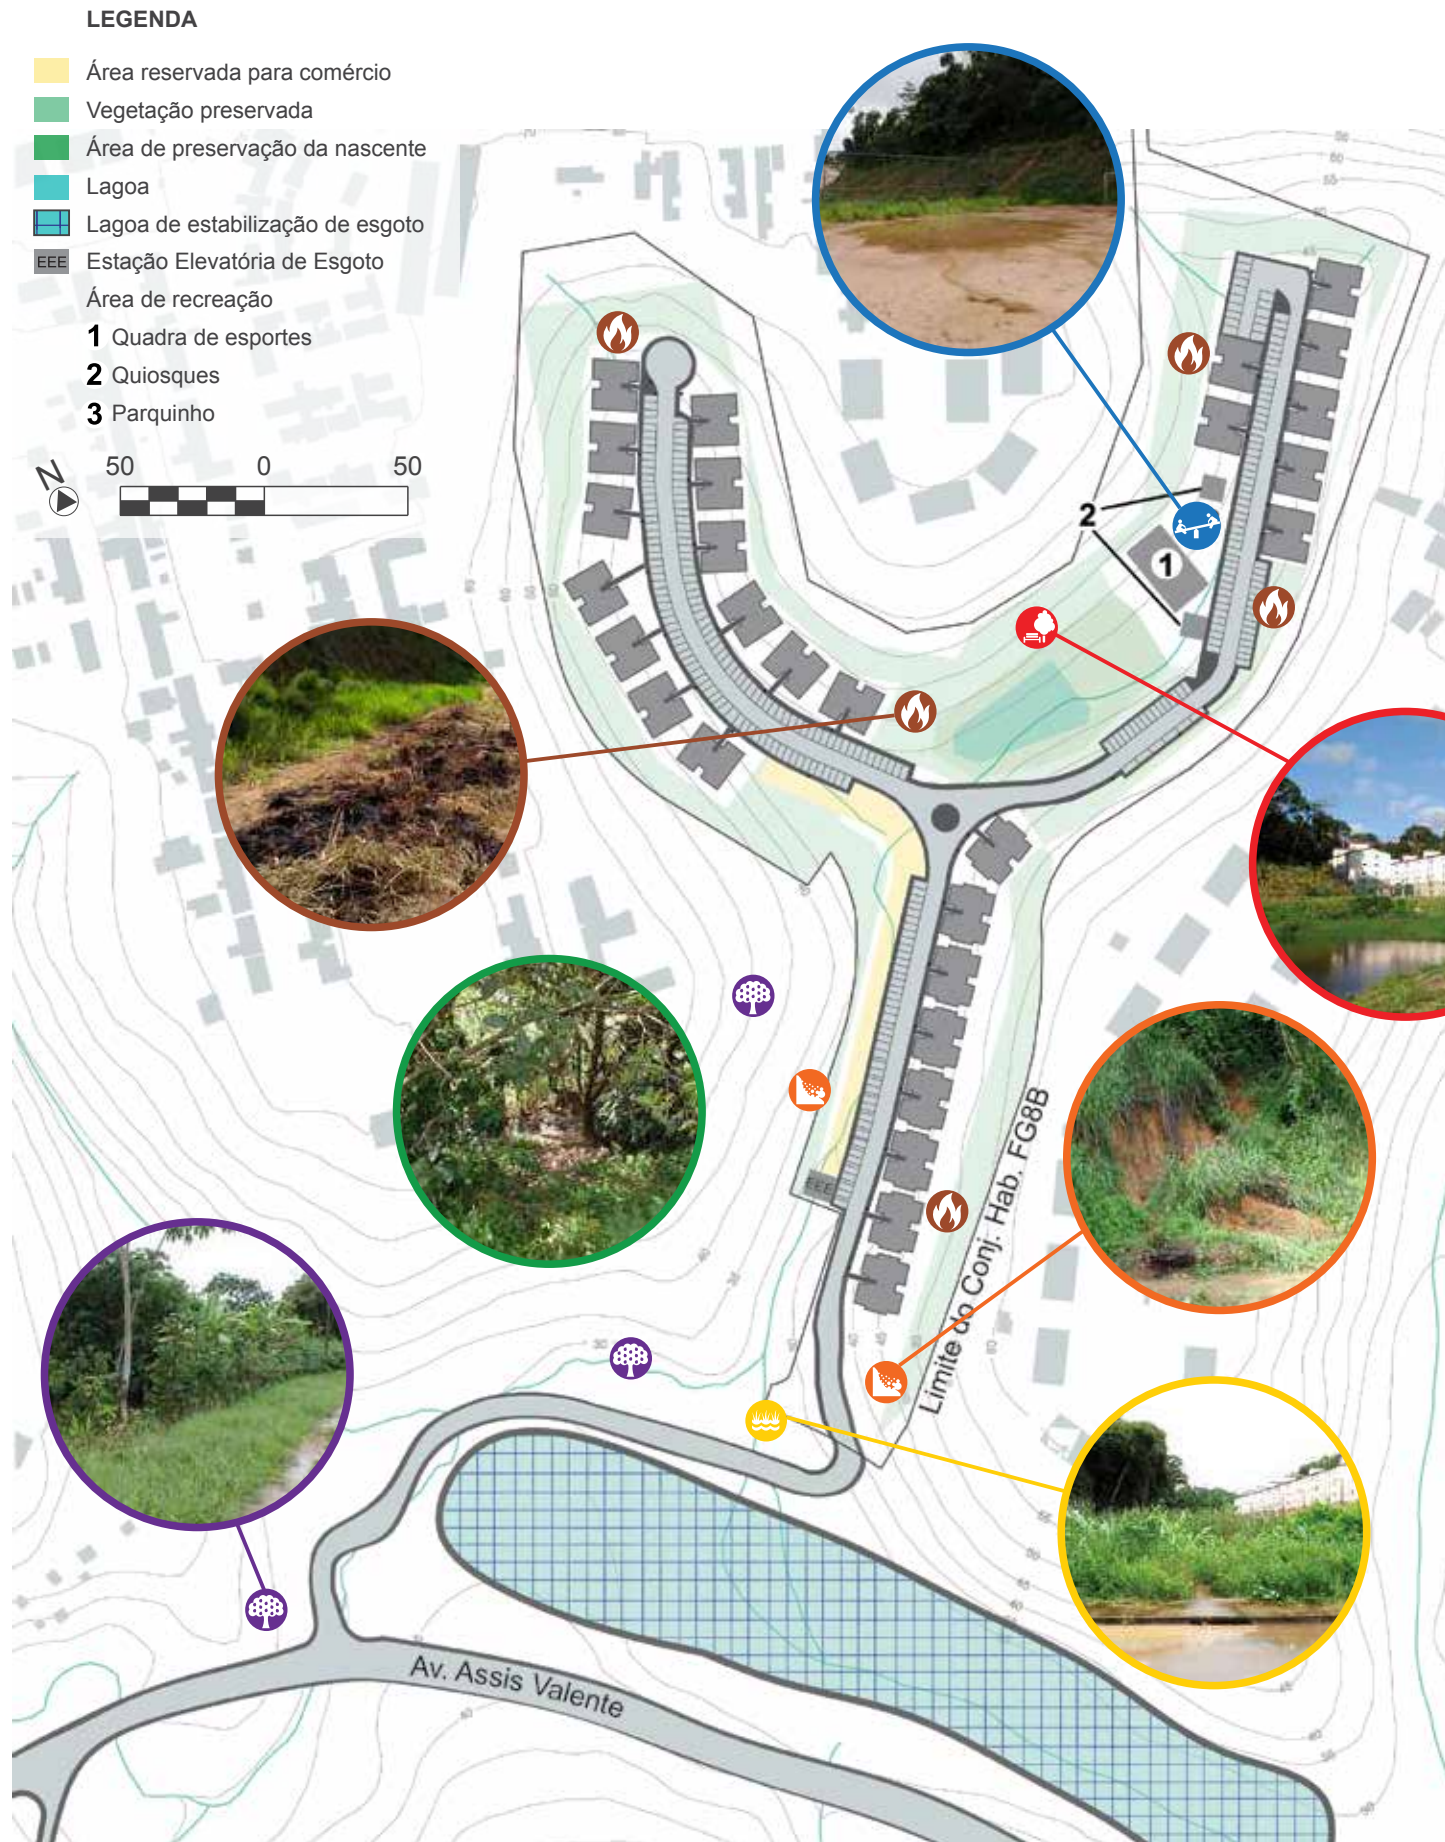 LEGENDA
Área reservada para comércio
Vegetação preservada
Área de preservação da nascente
Lagoa
Lagoa de estabilização de esgoto
EEE Estação Elevatória de Esgoto
Área de recreação
1 Quadra de esportes
2 Quiosques
3 Parquinho
N
50 0 50
2
1
EEE
Limite do Conj. Hab. FG8B
Av. Assis Valente